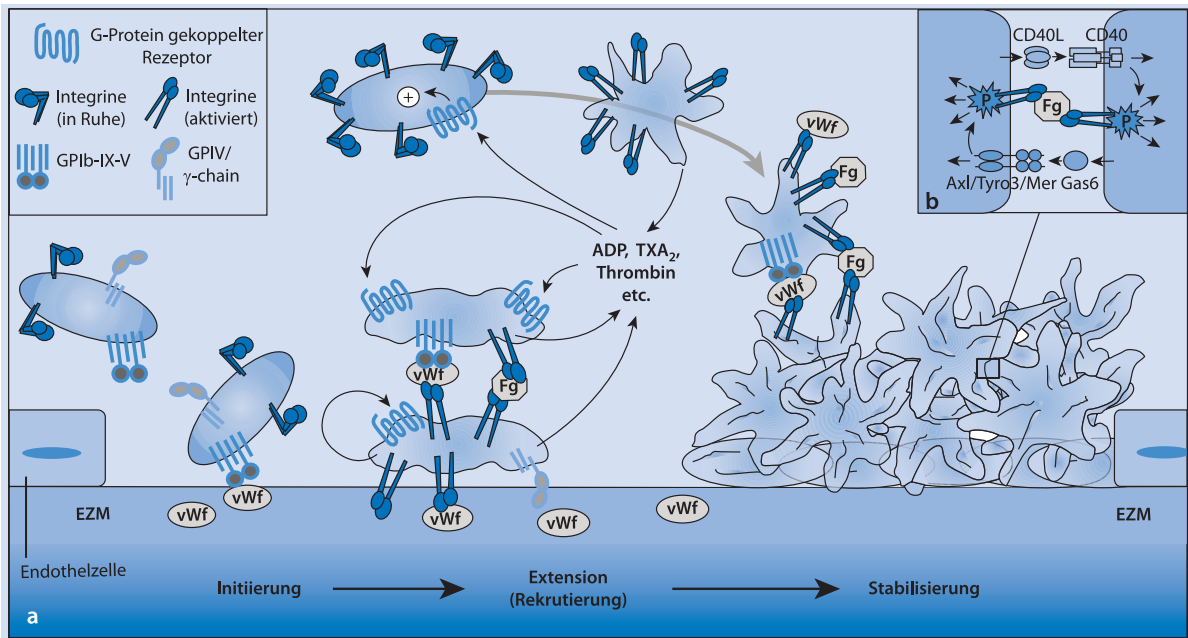 G-Protein gekoppelter
Rezeptor
Integrine
(in Ruhe)
Integrine
(aktiviert)
GPIb-IX-V
GPIV/
γ-chain
+
vWf
Fg
Fg
vWf
ADP, TXA₂,
Thrombin
etc.
vWf
Fg
vWf
vWf
vWf
vWf
vWf
EZM
EZM
Endothelzelle
Initiierung
Extension
(Rekrutierung)
Stabilisierung
a
CD40L
CD40
P
Fg
P
Axl/Tyro3/Mer Gas6
b